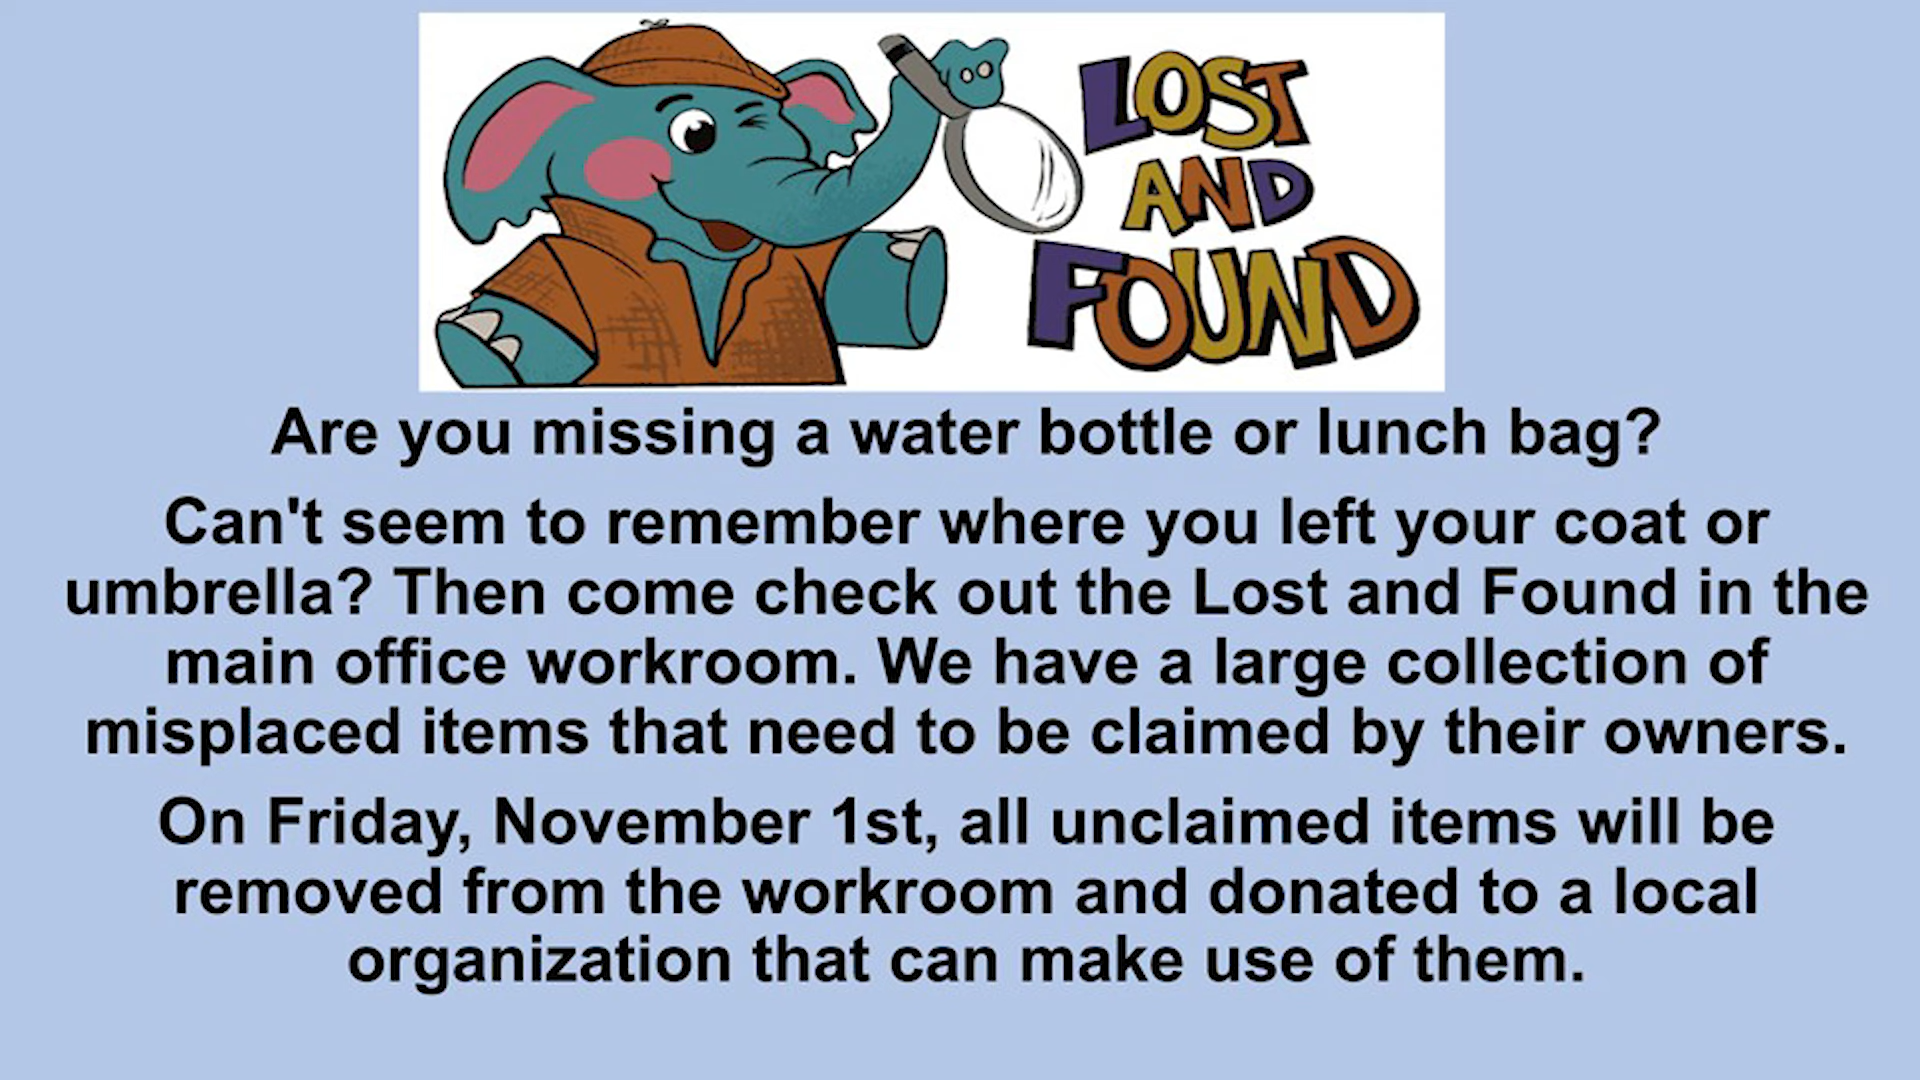 LOST
AND
FOUND
Are you missing a water bottle or lunch bag?
Can't seem to remember where you left your coat or
umbrella? Then come check out the Lost and Found in the
main office workroom. We have a large collection of
misplaced items that need to be claimed by their owners.
On Friday, November 1st, all unclaimed items will be
removed from the workroom and donated to a local
organization that can make use of them.